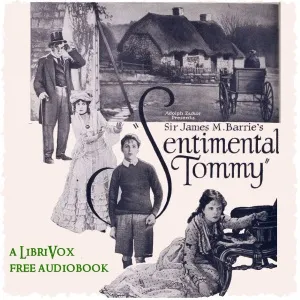 Adolph Zukor
Presents
Sir James M. Barrie's
"Sentimental
Tommy"
A LIBRIVOX
FREE AUDIOBOOK